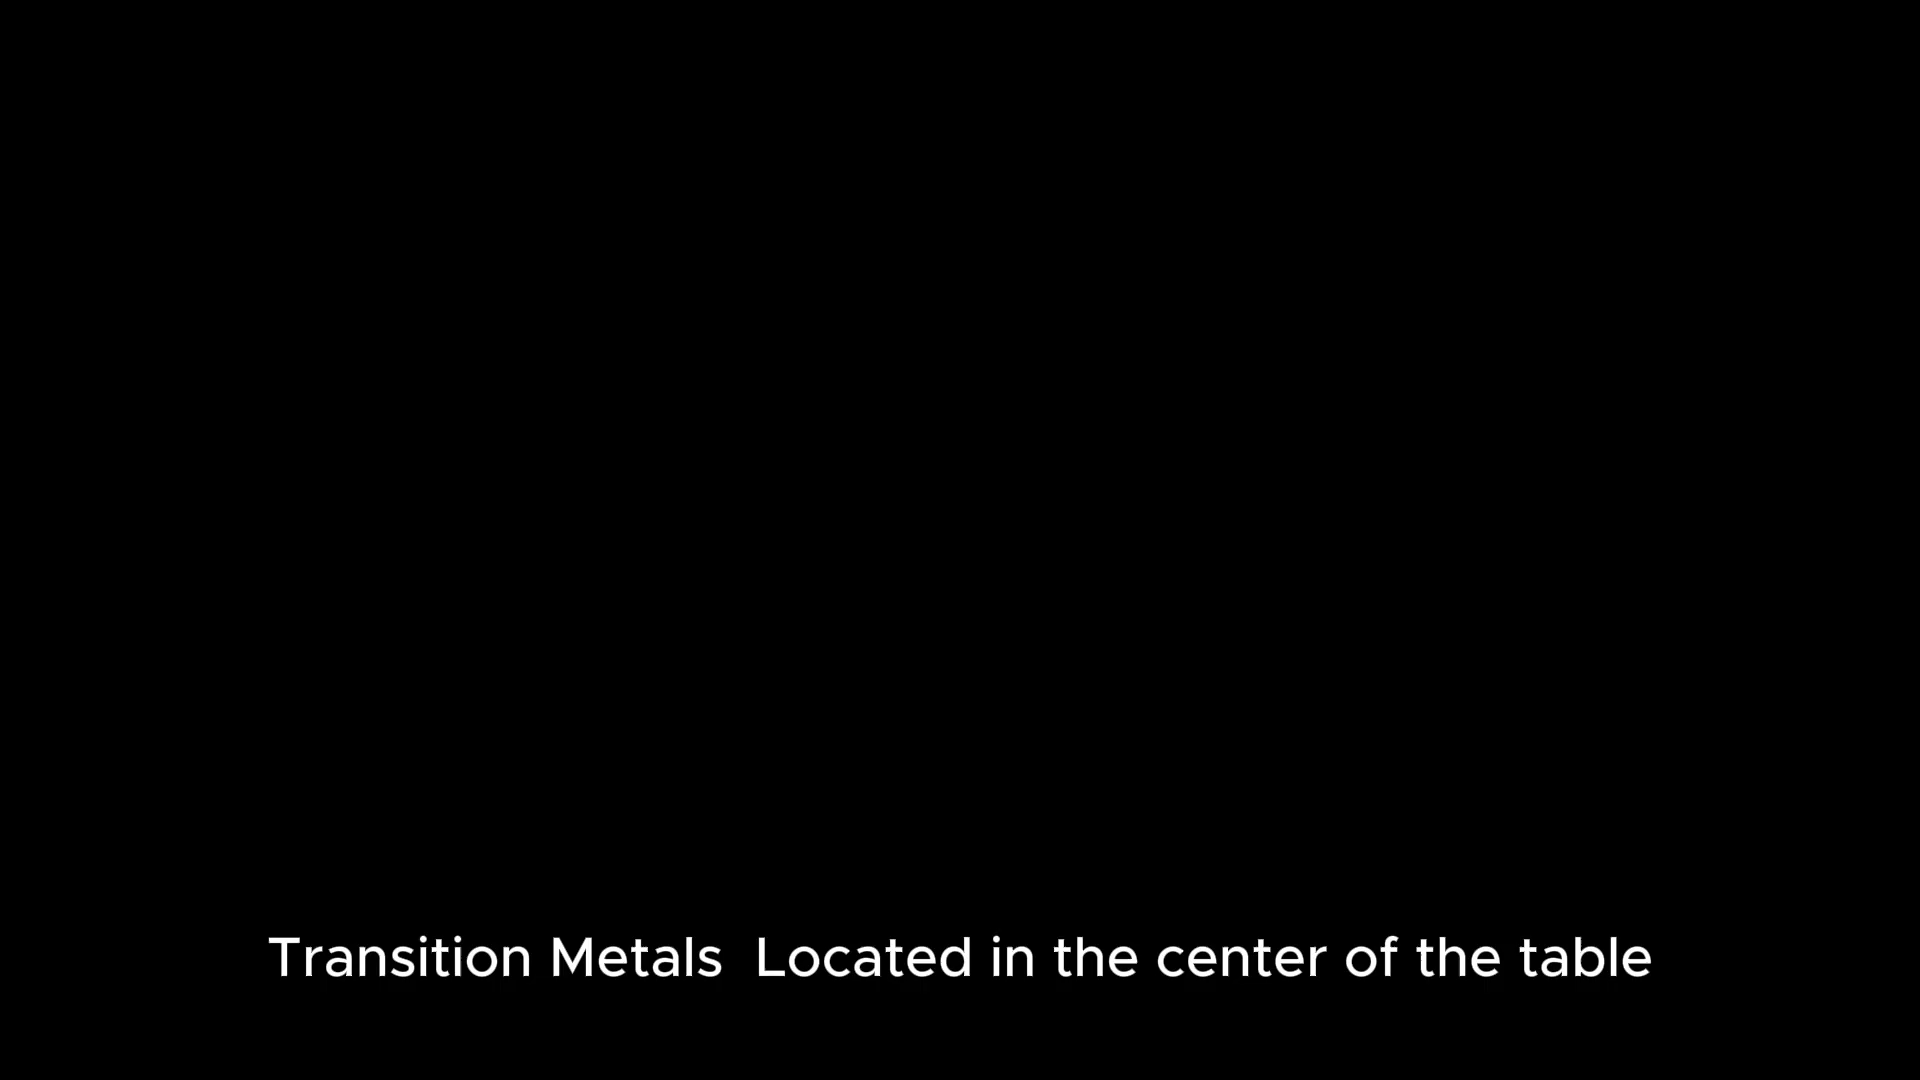 Transition Metals  Located in the center of the table